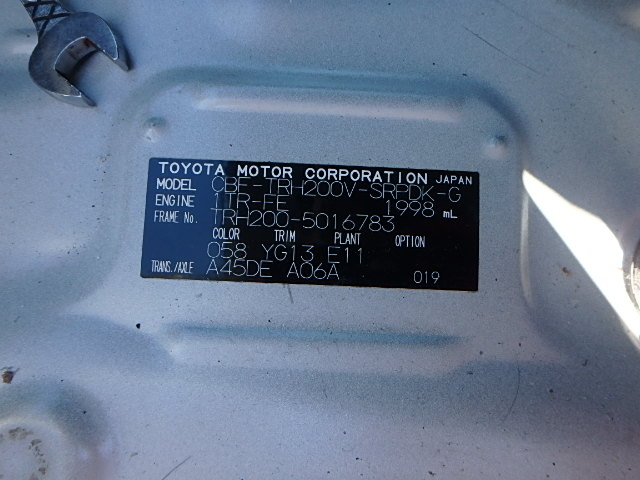 TOYOTA MOTOR CORPORATION JAPAN
MODEL CBF-TRH200V-SRPDK-G
ENGINE 1TR-FE 1998 mL
FRAME No. TRH200-5016783
COLOR TRIM PLANT OPTION
058 YG13 E11
TRANS./AXLE A45DE A06A 019